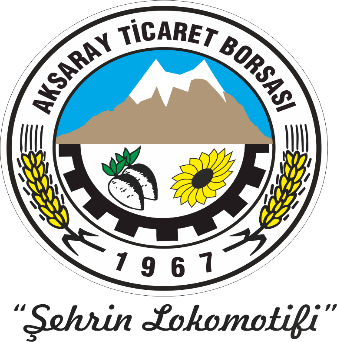 AKSARAY TİCARET BORSASI
1967
“Şehrin Lokomotifi”